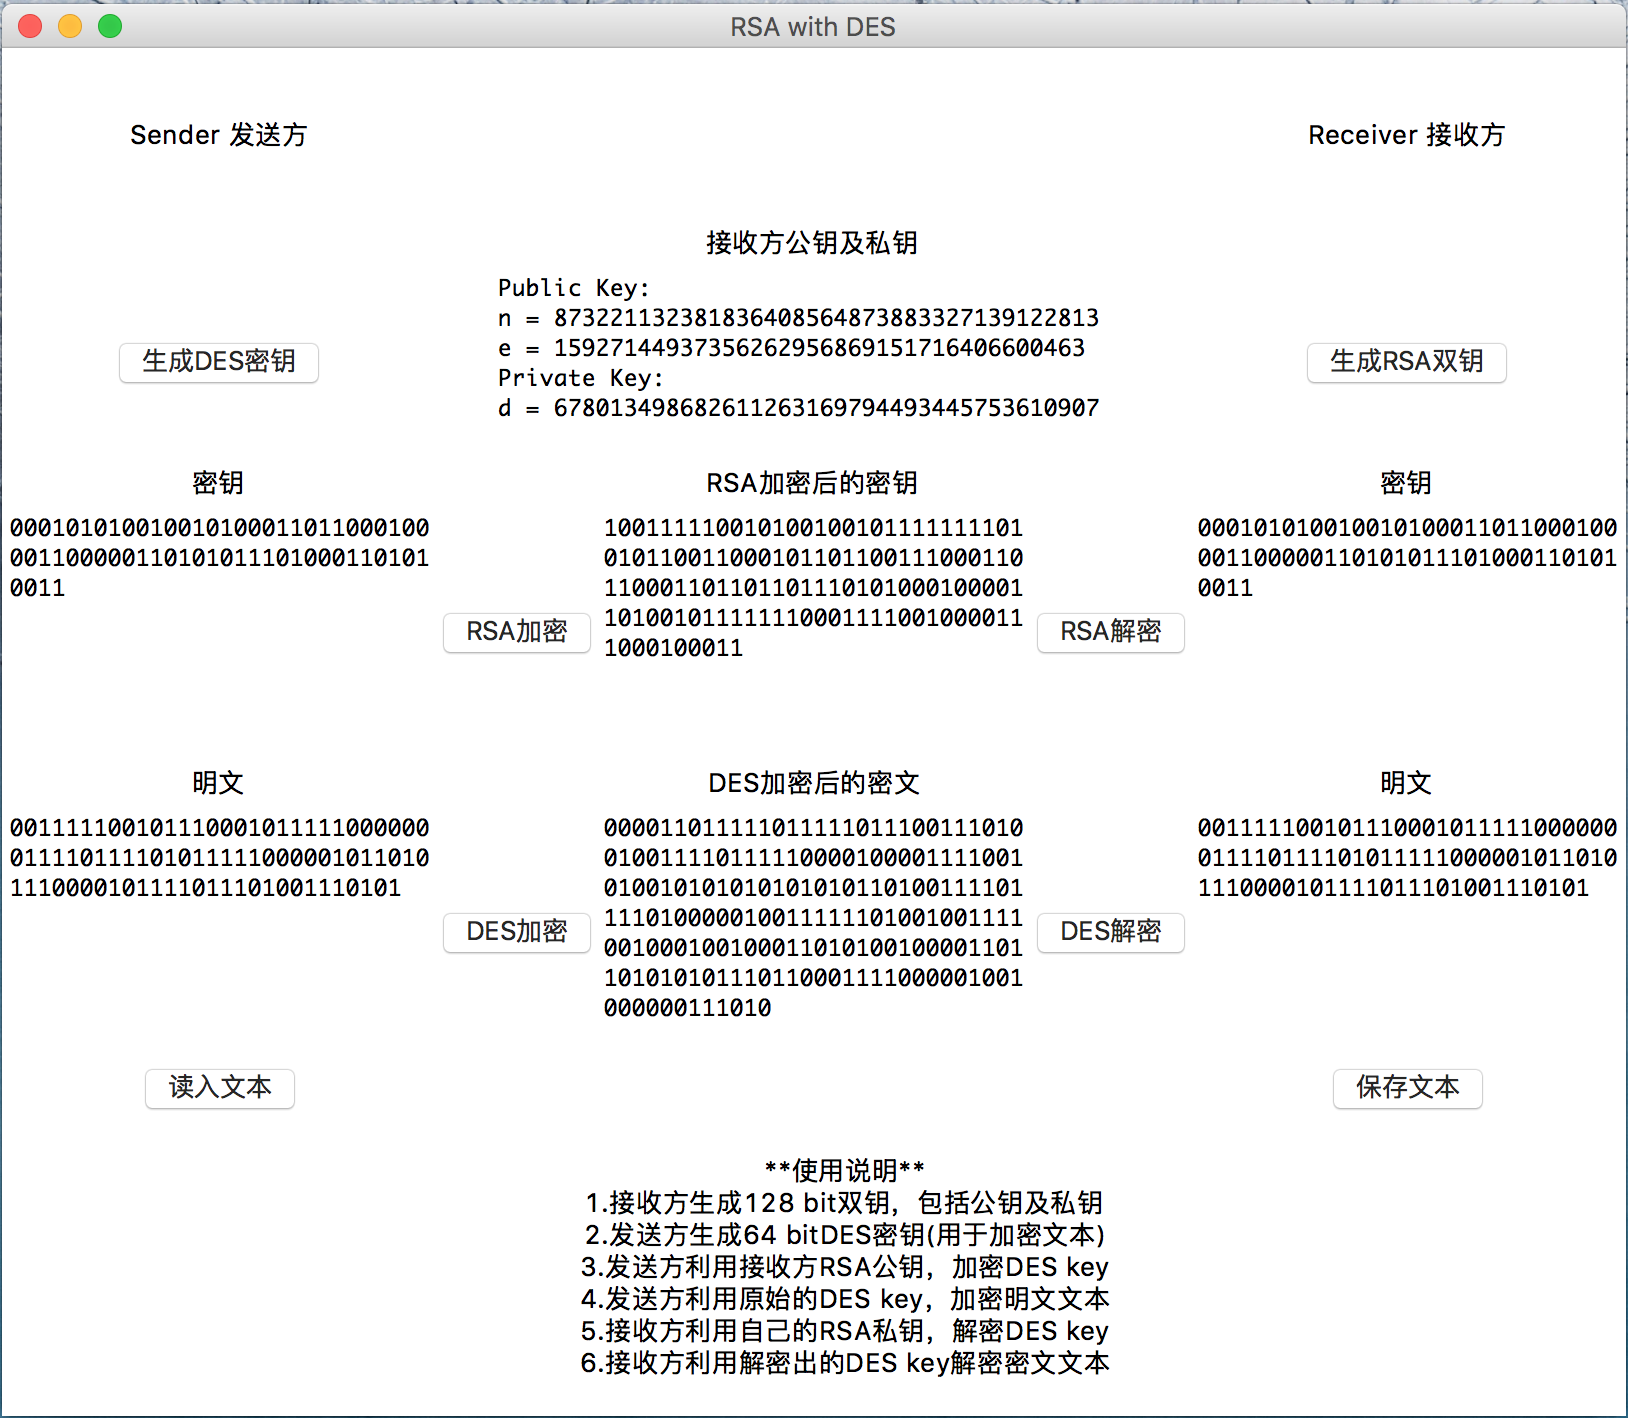 RSA with DES
Sender 发送方
Receiver 接收方
接收方公钥及私钥
Public Key:
n = 873221132381836408564873883327139122813
e = 15927144937356262956869151716406600463
Private Key:
d = 678013498682611263169794493445753610907
生成DES密钥
生成RSA双钥
密钥
000101010010010100011011000100
001100000110101011101000110101
0011
RSA加密
RSA加密后的密钥
100111110010100100101111111101
010110011000101101100111000110
110001101101101110101000100001
101001011111110001111001000011
1000100011
RSA解密
密钥
000101010010010100011011000100
001100000110101011101000110101
0011
明文
001111100101110001011111000000
011110111101011111000001011010
1110000101111011101001110101
DES加密
DES加密后的密文
000011011111011111011100111010
010011110111110000100001111001
010010101010101010110100111101
111010000010011111101001001111
001000100100011010100100001101
101010101110110001111000001001
000000111010
DES解密
明文
001111100101110001011111000000
011110111101011111000001011010
1110000101111011101001110101
读入文本
保存文本
**使用说明**
1.接收方生成128 bit双钥，包括公钥及私钥
2.发送方生成64 bitDES密钥(用于加密文本)
3.发送方利用接收方RSA公钥，加密DES key
4.发送方利用原始的DES key，加密明文文本
5.接收方利用自己的RSA私钥，解密DES key
6.接收方利用解密出的DES key解密密文文本